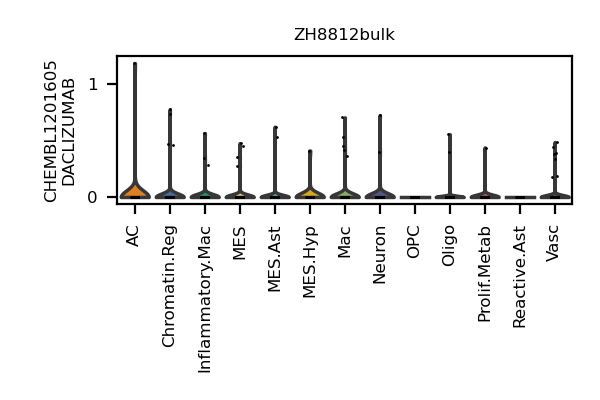 ZH8812bulk
CHEMBL1201605
DACLIZUMAB
1
0
AC
Chromatin.Reg
Inflammatory.Mac
MES
MES.Ast
MES.Hyp
Mac
Neuron
OPC
Oligo
Prolif.Metab
Reactive.Ast
Vasc